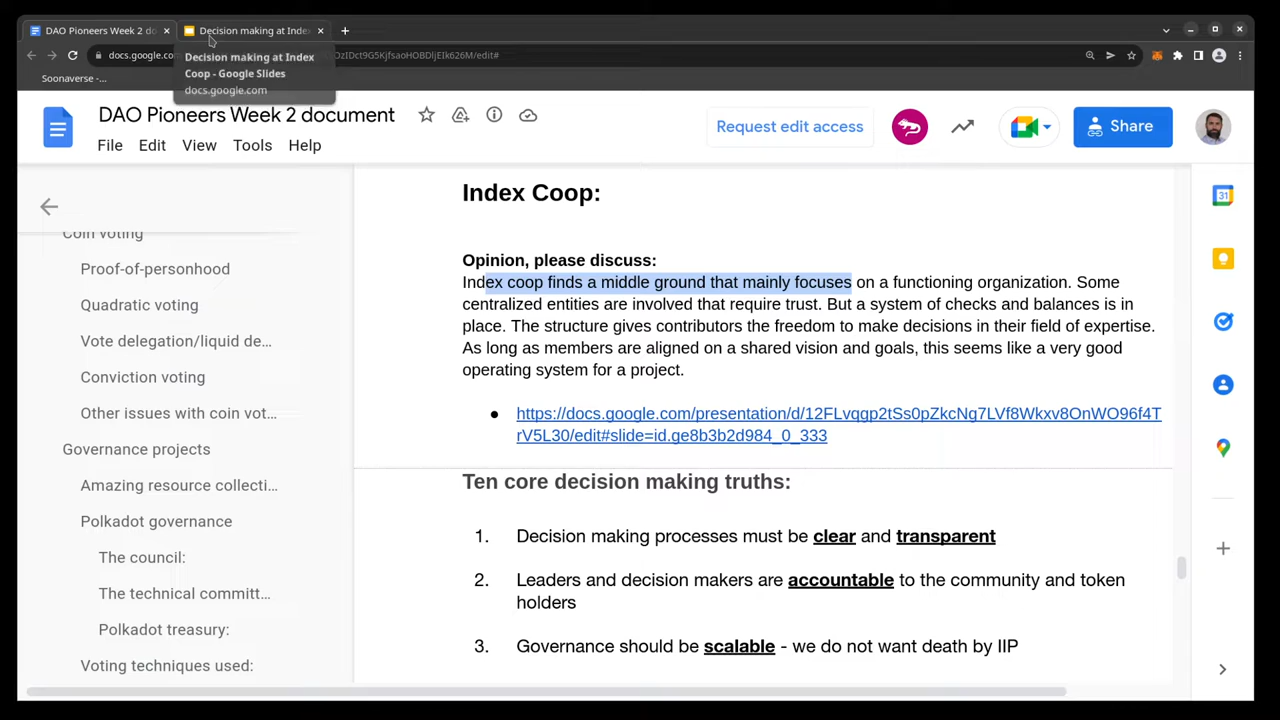 DAO Pioneers Week 2 do
Decision making at Index
docs.google.co
OzIDct9G5KjfsaoHOBDljEIk626M/edit#
Soonaverse -...
Decision making at Index
Coop - Google Slides
docs.google.com
DAO Pioneers Week 2 document
File Edit View Tools Help
Request edit access
Share
31
Coin voting
Proof-of-personhood
Quadratic voting
Vote delegation/liquid de...
Conviction voting
Other issues with coin vot...
Governance projects
Amazing resource collecti...
Polkadot governance
The council:
The technical committ...
Polkadot treasury:
Voting techniques used:
Index Coop:
Opinion, please discuss:
Index coop finds a middle ground that mainly focuses on a functioning organization. Some
centralized entities are involved that require trust. But a system of checks and balances is in
place. The structure gives contributors the freedom to make decisions in their field of expertise.
As long as members are aligned on a shared vision and goals, this seems like a very good
operating system for a project.
● https://docs.google.com/presentation/d/12FLvqgp2tSs0pZkcNg7LVf8Wkxv8OnWO96f4T
rV5L30/edit#slide=id.ge8b3b2d984_0_333
Ten core decision making truths:
1. Decision making processes must be clear and transparent
2. Leaders and decision makers are accountable to the community and token
holders
3. Governance should be scalable - we do not want death by IIP